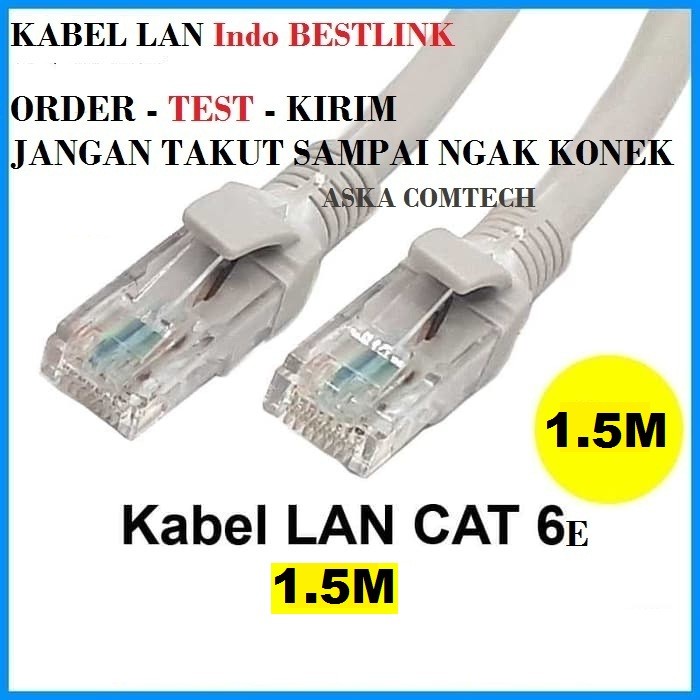 KABEL LAN Indo BESTLINK
ORDER - TEST - KIRIM
JANGAN TAKUT SAMPAI NGAK KONEK
ASKA COMTECH
1.5M
Kabel LAN CAT 6E
1.5M